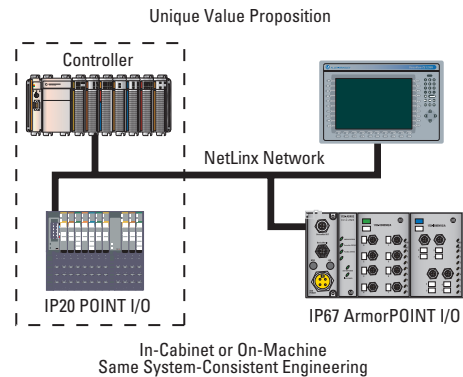 Unique Value Proposition
Controller
NetLinx Network
IP20 POINT I/O
IP67 ArmorPOINT I/O
In-Cabinet or On-Machine
Same System-Consistent Engineering